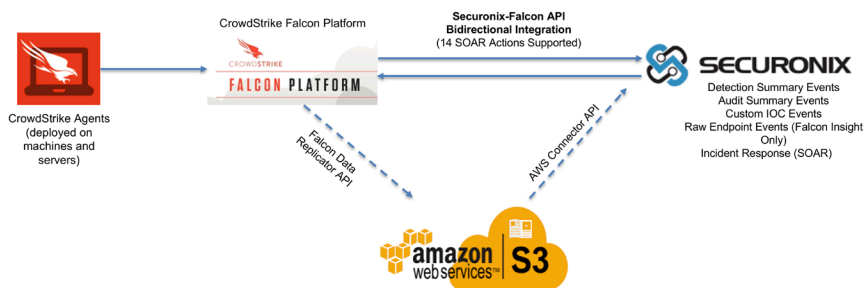 CrowdStrike Falcon Platform
Securonix-Falcon API
Bidirectional Integration
(14 SOAR Actions Supported)
CROWDSTRIKE
FALCON PLATFORM
SECURONIX
CrowdStrike Agents
(deployed on
machines and
servers)
Detection Summary Events
Audit Summary Events
Custom IOC Events
Raw Endpoint Events (Falcon Insight
Only)
Incident Response (SOAR)
Falcon Data
Replicator API
AWS Connector API
amazon
web services™
S3